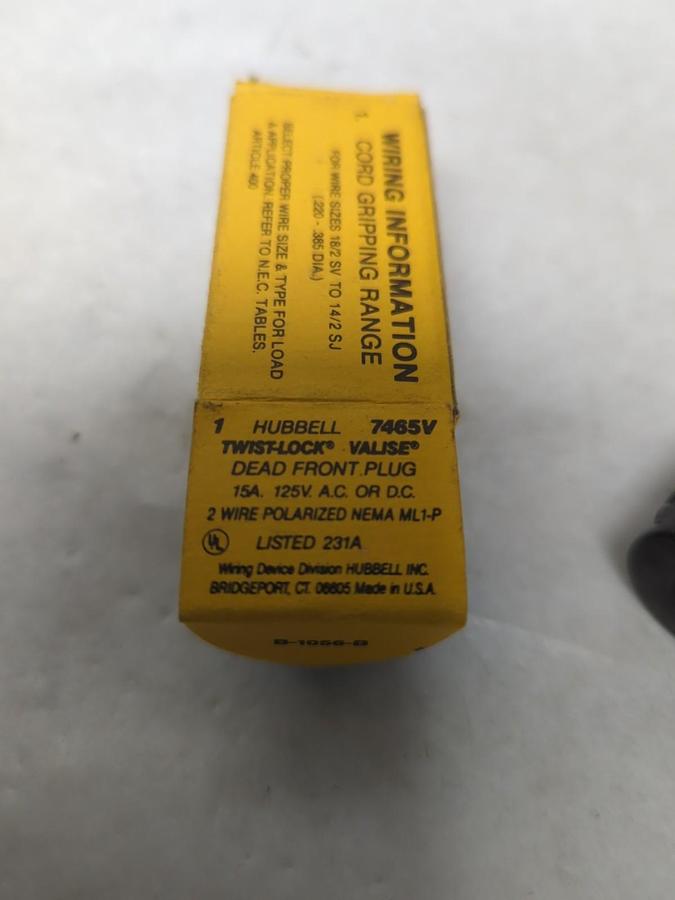 WIRING INFORMATION
1. CORD GRIPPING RANGE
FOR WIRE SIZES 18/2 SV TO 14/2 SJ
(.220 - .385 DIA.)
SELECT PROPER WIRE SIZE & TYPE FOR LOAD
& APPLICATION. REFER TO N.E.C. TABLES.
ARTICLE 400
1 HUBBELL 7465V
TWIST-LOCK® VALISE®
DEAD FRONT PLUG
15A. 125V. A.C. OR D.C.
2 WIRE POLARIZED NEMA ML1-P
UL LISTED 231A
Wiring Device Division HUBBELL INC.
BRIDGEPORT, CT. 06605 Made in U.S.A.
B-1056-B